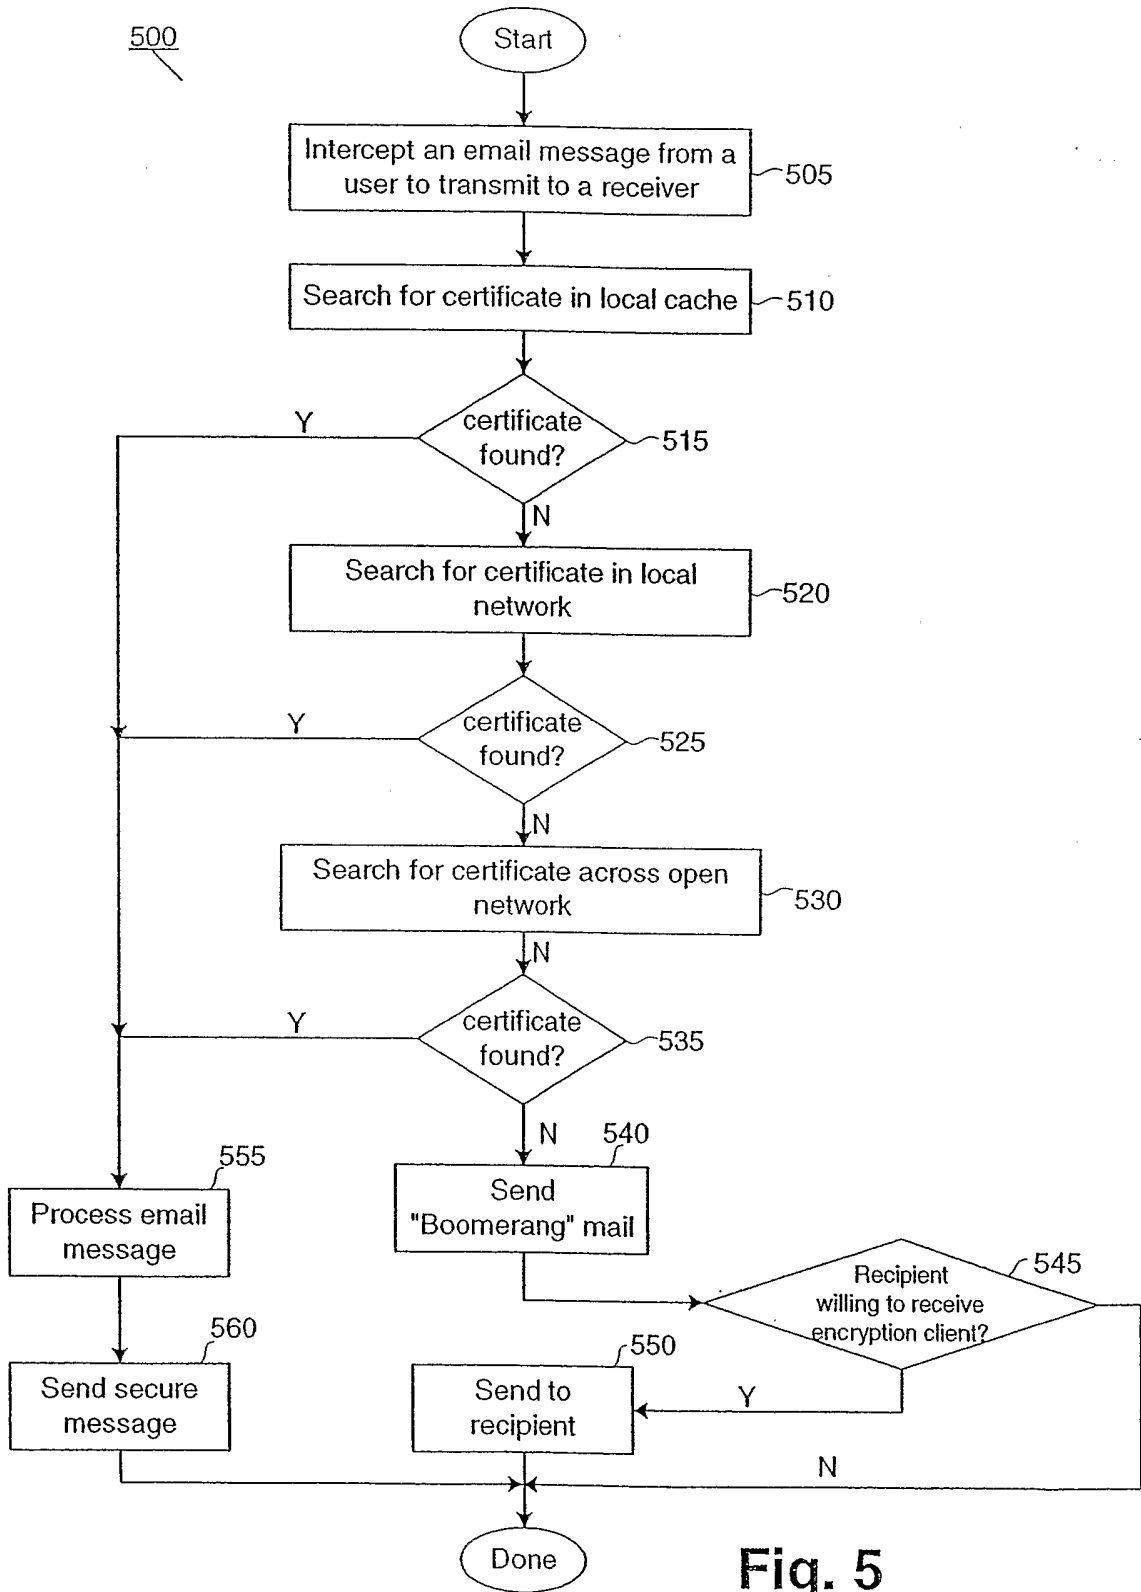 500
Start
Intercept an email message from a
user to transmit to a receiver
505
Search for certificate in local cache
510
certificate
found?
515
Y
N
Search for certificate in local
network
520
certificate
found?
525
Y
N
Search for certificate across open
network
530
N
certificate
found?
535
Y
N
540
Send
"Boomerang" mail
555
Process email
message
545
Recipient
willing to receive
encryption client?
560
Send secure
message
550
Send to
recipient
Y
N
Done
Fig. 5